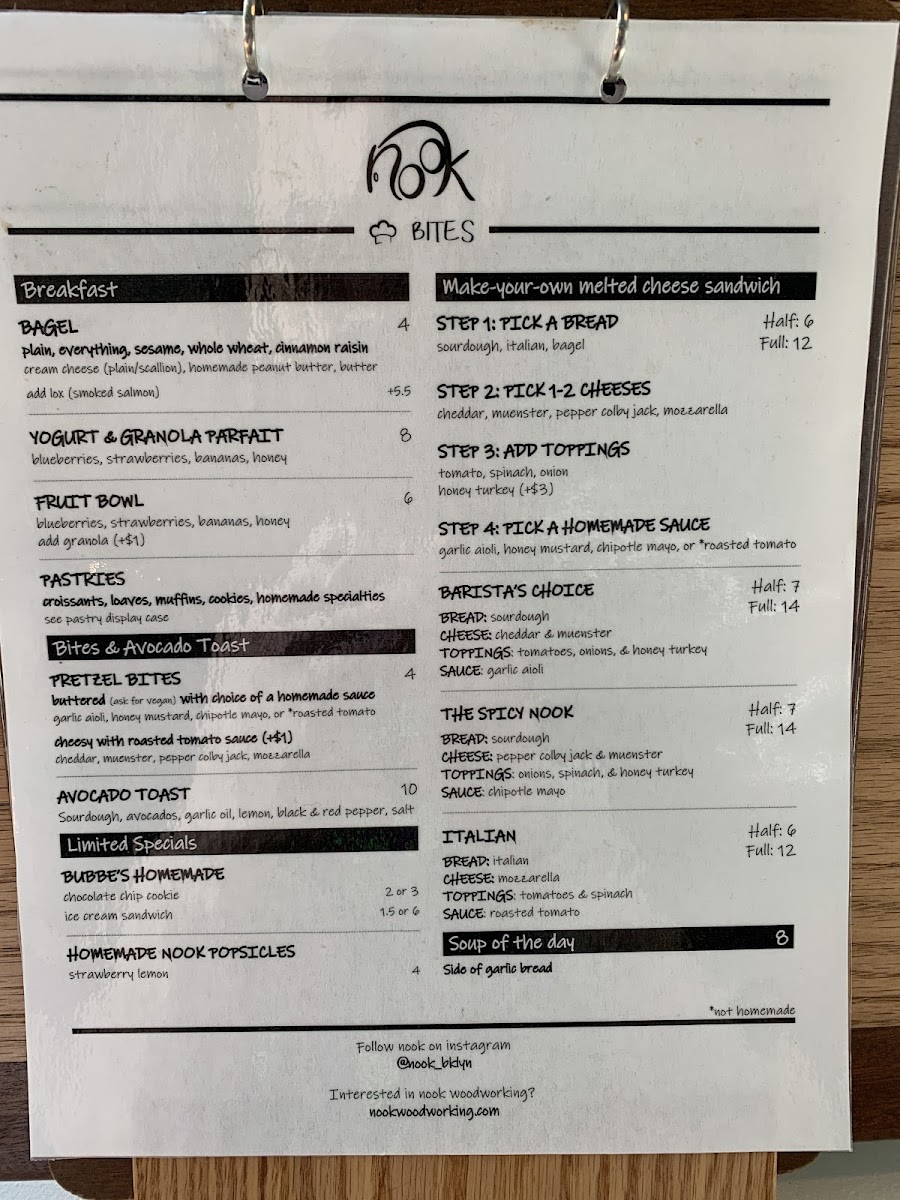 nook
BITES
Breakfast
BAGEL 4
plain, everything, sesame, whole wheat, cinnamon raisin
cream cheese (plain/scallion), homemade peanut butter, butter
add lox (smoked salmon) +5.5
YOGURT & GRANOLA PARFAIT 8
blueberries, strawberries, bananas, honey
FRUIT BOWL 6
blueberries, strawberries, bananas, honey
add granola (+$1)
PASTRIES
croissants, loaves, muffins, cookies, homemade specialties
see pastry display case
Bites & Avocado Toast
PRETZEL BITES 4
buttered (ask for vegan) with choice of a homemade sauce
garlic aioli, honey mustard, chipotle mayo, or *roasted tomato
cheesy with roasted tomato sauce (+$1)
cheddar, muenster, pepper colby jack, mozzarella
AVOCADO TOAST 10
Sourdough, avocados, garlic oil, lemon, black & red pepper, salt
Limited Specials
BUBBE'S HOMEMADE
chocolate chip cookie 2 or 3
ice cream sandwich 1.5 or 6
HOMEMADE NOOK POPSICLES
strawberry lemon 4
Make-your-own melted cheese sandwich
STEP 1: PICK A BREAD Half: 6
sourdough, italian, bagel Full: 12
STEP 2: PICK 1-2 CHEESES
cheddar, muenster, pepper colby jack, mozzarella
STEP 3: ADD TOPPINGS
tomato, spinach, onion
honey turkey (+$3)
STEP 4: PICK A HOMEMADE SAUCE
garlic aioli, honey mustard, chipotle mayo, or *roasted tomato
BARISTA'S CHOICE Half: 7
Full: 14
BREAD: sourdough
CHEESE: cheddar & muenster
TOPPINGS: tomatoes, onions, & honey turkey
SAUCE: garlic aioli
THE SPICY NOOK Half: 7
Full: 14
BREAD: sourdough
CHEESE: pepper colby jack & muenster
TOPPINGS: onions, spinach, & honey turkey
SAUCE: chipotle mayo
ITALIAN Half: 6
Full: 12
BREAD: italian
CHEESE: mozzarella
TOPPINGS: tomatoes & spinach
SAUCE: roasted tomato
Soup of the day 8
Side of garlic bread
*not homemade
Follow nook on instagram
@nook_bklyn
Interested in nook woodworking?
nookwoodworking.com